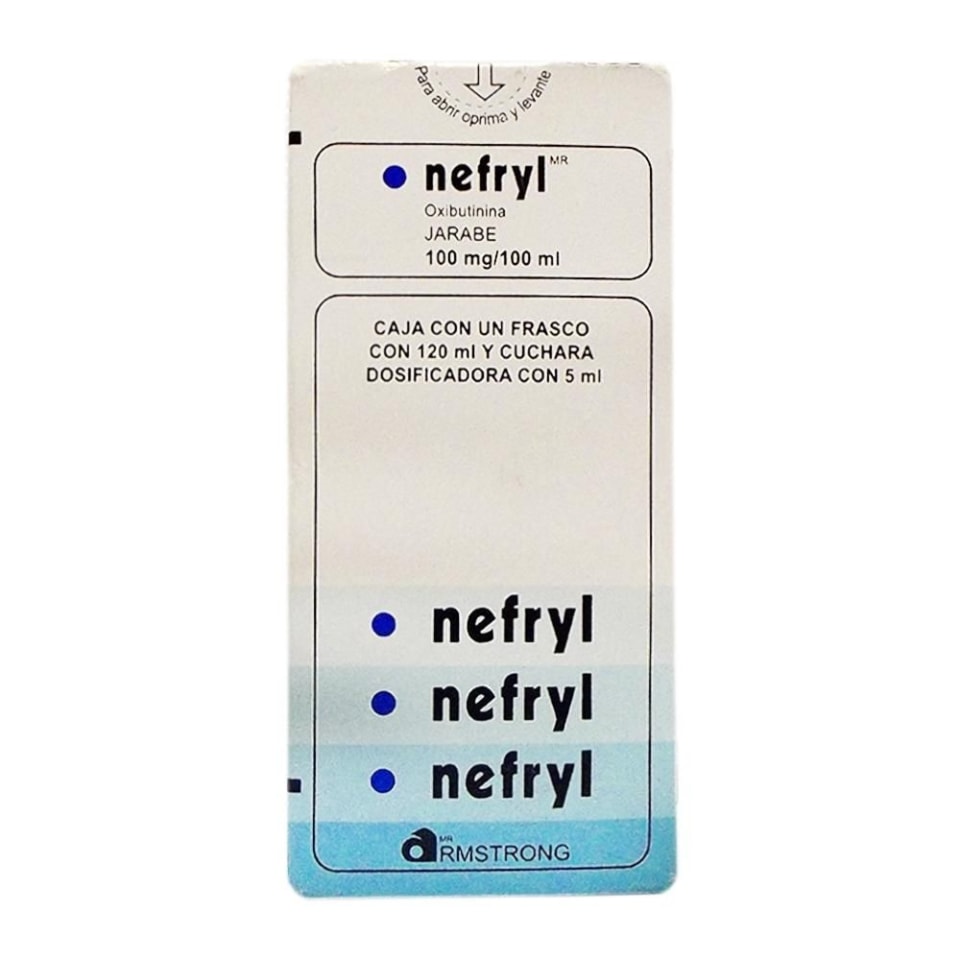 Para abrir oprima y levante
nefryl MR
Oxibutinina
JARABE
100 mg/100 ml
CAJA CON UN FRASCO
CON 120 ml Y CUCHARA
DOSIFICADORA CON 5 ml
nefryl
nefryl
nefryl
MR
aRMSTRONG